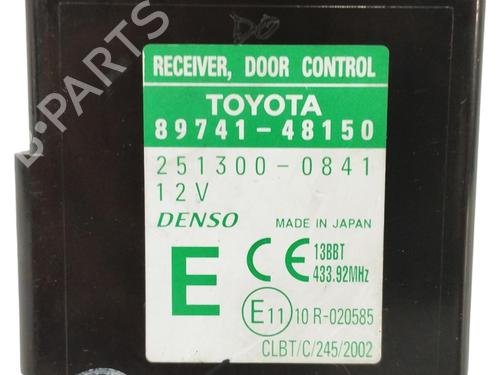 B-PARTS
RECEIVER, DOOR CONTROL
TOYOTA
89741-48150
251300-0841
12V
DENSO MADE IN JAPAN
E CE 13BBT
433.92MHz
E11 10 R-020585
CLBT/C/245/2002